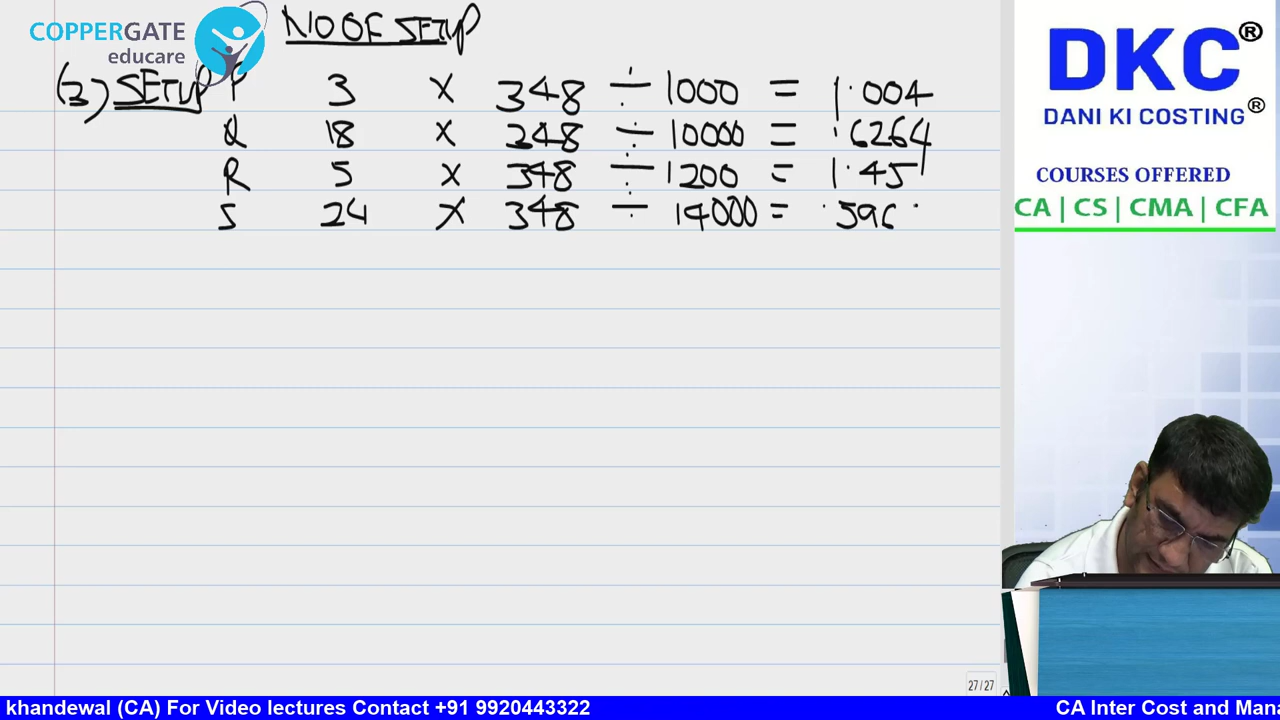 COPPERGATE
educare
NO OF SETUP
(3) SETUP P 3 X 348 ÷ 1000 = 1.004
Q 18 X 248 ÷ 10000 = .6264
R 5 X 348 ÷ 1200 = 1.45
S 24 X 348 ÷ 14000 = .596
27/27
DKC®
DANI KI COSTING®
COURSES OFFERED
CA | CS | CMA | CFA
khandewal (CA) For Video lectures Contact +91 9920443322
CA Inter Cost and Mana